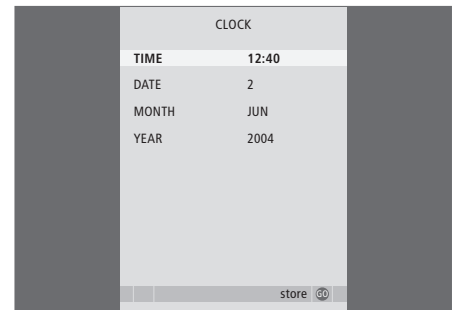 CLOCK
TIME 12:40
DATE 2
MONTH JUN
YEAR 2004
store GO